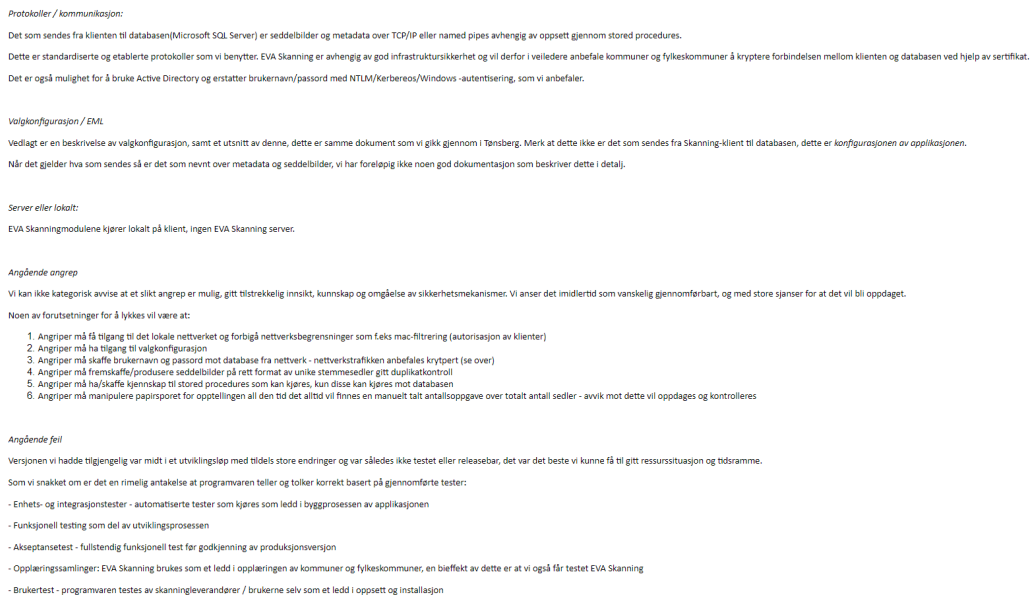 Protokoller / kommunikasjon:
Det som sendes fra klienten til databasen(Microsoft SQL Server) er seddelbilder og metadata over TCP/IP eller named pipes avhengig av oppsett gjennom stored procedures.
Dette er standardiserte og etablerte protokoller som vi benytter. EVA Skanning er avhengig av god infrastruktursikkerhet og vil derfor i veiledere anbefale kommuner og fylkeskommuner å kryptere forbindelsen mellom klienten og databasen ved hjelp av sertifikat.
Det er også mulighet for å bruke Active Directory og erstatter brukernavn/passord med NTLM/Kerbereos/Windows -autentisering, som vi anbefaler.
Valgkonfigurasjon / EML
Vedlagt er en beskrivelse av valgkonfigurasjon, samt et utsnitt av denne, dette er samme dokument som vi gikk gjennom i Tønsberg. Merk at dette ikke er det som sendes fra Skanning-klient til databasen, dette er konfigurasjonen av applikasjonen.
Når det gjelder hva som sendes så er det som nevnt over metadata og seddelbilder, vi har foreløpig ikke noen god dokumentasjon som beskriver dette i detalj.
Server eller lokalt:
EVA Skanningmodulene kjører lokalt på klient, ingen EVA Skanning server.
Angående angrep
Vi kan ikke kategorisk avvise at et slikt angrep er mulig, gitt tilstrekkelig innsikt, kunnskap og omgåelse av sikkerhetsmekanismer. Vi anser det imidlertid som vanskelig gjennomførbart, og med store sjanser for at det vil bli oppdaget.
Noen av forutsetninger for å lykkes vil være at:
1. Angriper må få tilgang til det lokale nettverket og forbigå nettverksbegrensninger som f.eks mac-filtrering (autorisasjon av klienter)
2. Angriper må ha tilgang til valgkonfigurasjon
3. Angriper må skaffe brukernavn og passord mot database fra nettverk - nettverkstrafikken anbefales krytpert (se over)
4. Angriper må fremskaffe/produsere seddelbilder på rett format av unike stemmesedler gitt duplikatkontroll
5. Angriper må ha/skaffe kjennskap til stored procedures som kan kjøres, kun disse kan kjøres mot databasen
6. Angriper må manipulere papirsporet for opptellingen all den tid det alltid vil finnes en manuelt talt antallsoppgave over totalt antall sedler - avvik mot dette vil oppdages og kontrolleres
Angående feil
Versjonen vi hadde tilgjengelig var midt i et utviklingsløp med tildels store endringer og var således ikke testet eller releasebar, det var det beste vi kunne få til gitt ressurssituasjon og tidsramme.
Som vi snakket om er det en rimelig antakelse at programvaren teller og tolker korrekt basert på gjennomførte tester:
- Enhets- og integrasjonstester - automatiserte tester som kjøres som ledd i byggprosessen av applikasjonen
- Funksjonell testing som del av utviklingsprosessen
- Akseptansetest - fullstendig funksjonell test før godkjenning av produksjonsversjon
- Opplæringssamlinger: EVA Skanning brukes som et ledd i opplæringen av kommuner og fylkeskommuner, en bieffekt av dette er at vi også får testet EVA Skanning
- Brukertest - programvaren testes av skanningleverandører / brukerne selv som et ledd i oppsett og installasjon